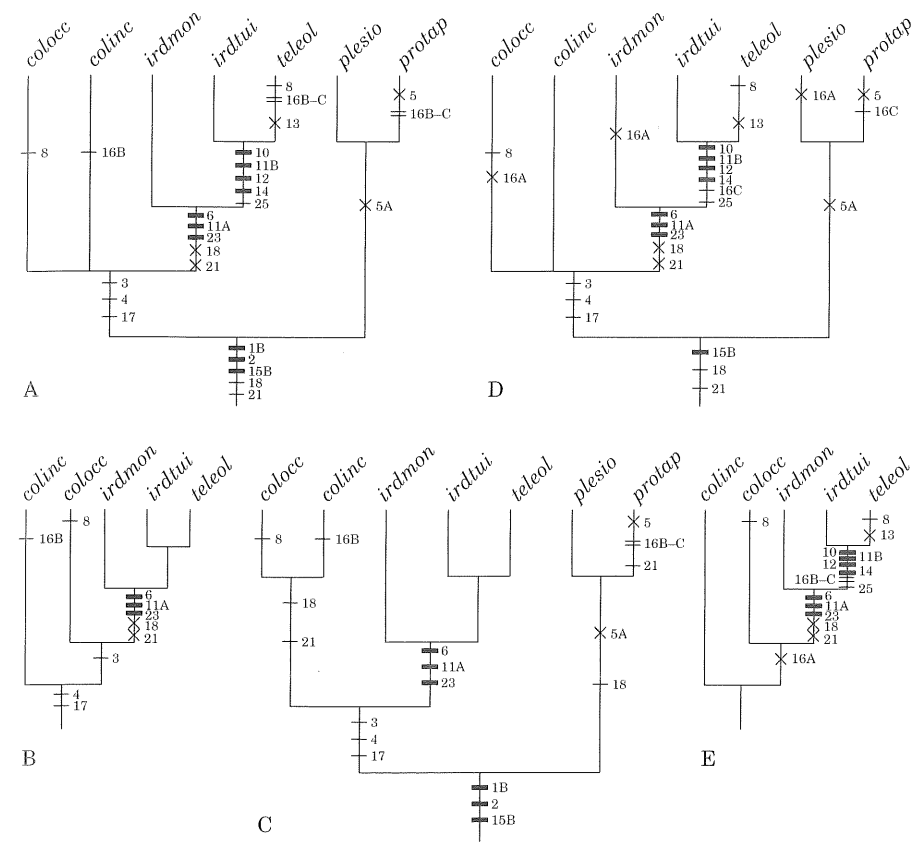 colocc colinc irdmon irdtui teleol plesio protap
8
16B–C
13
5
16B–C
8
16B
10
11B
12
14
25
5A
6
11A
23
18
21
3
4
17
1B
2
15B
18
21
A
colocc colinc irdmon irdtui teleol plesio protap
8
13
16A
5
16C
16A
8
16A
10
11B
12
14
16C
25
5A
6
11A
23
18
21
3
4
17
15B
18
21
D
colinc colocc irdmon irdtui teleol
8
16B
6
11A
23
18
21
3
4
17
B
colocc colinc irdmon irdtui teleol plesio protap
5
16B–C
21
8
16B
18
21
5A
6
11A
23
18
3
4
17
1B
2
15B
C
colinc colocc irdmon irdtui teleol
8
13
8
10 11B
12 14
16B–C 25
6
11A
23
18
21
16A
E